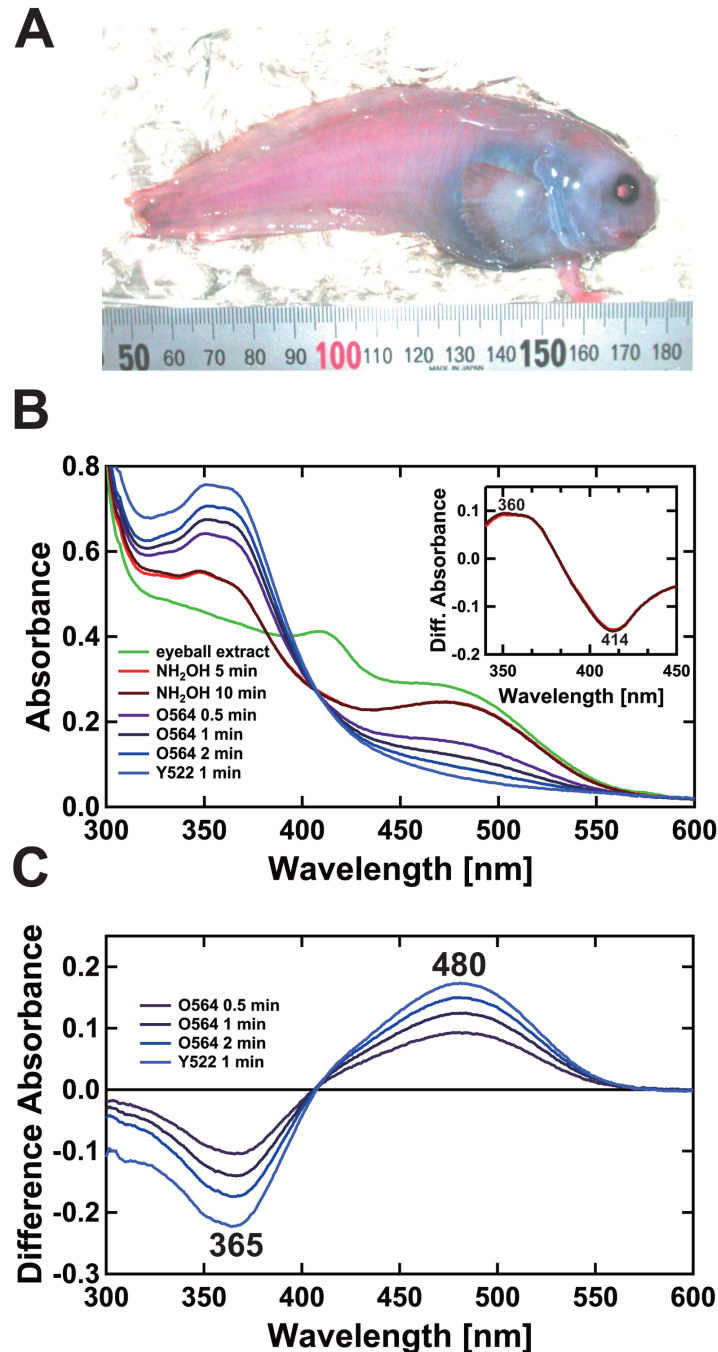 A
50 60 70 80 90 100 110 120 130 140 150 160 170 180
MADE IN JAPAN
B
Absorbance
0.8
0.6
0.4
0.2
0.0
eyeball extract
NH2OH 5 min
NH2OH 10 min
O564 0.5 min
O564 1 min
O564 2 min
Y522 1 min
Diff. Absorbance
0.1
0.0
-0.1
-0.2
360
414
350 400 450
Wavelength [nm]
300 350 400 450 500 550 600
Wavelength [nm]
C
Difference Absorbance
0.2
0.1
0.0
-0.1
-0.2
-0.3
O564 0.5 min
O564 1 min
O564 2 min
Y522 1 min
480
365
300 350 400 450 500 550 600
Wavelength [nm]